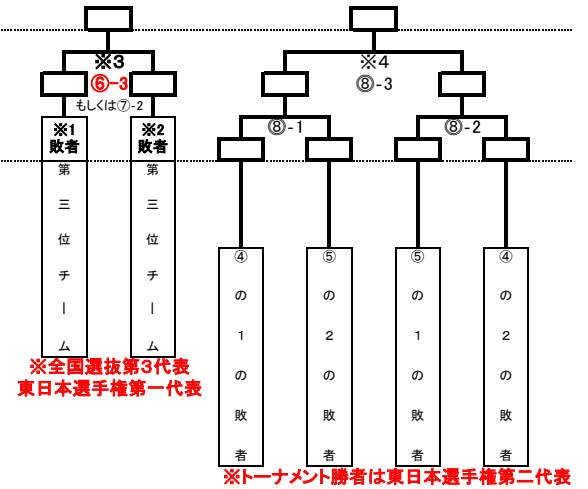 ※3
⑥-3
もしくは⑦-2
※1
敗者
第三位チーム
※2
敗者
第三位チーム
※全国選抜第3代表
東日本選手権第一代表
※4
⑧-3
⑧-1
⑧-2
④の1の敗者
⑤の2の敗者
⑤の1の敗者
④の2の敗者
※トーナメント勝者は東日本選手権第二代表